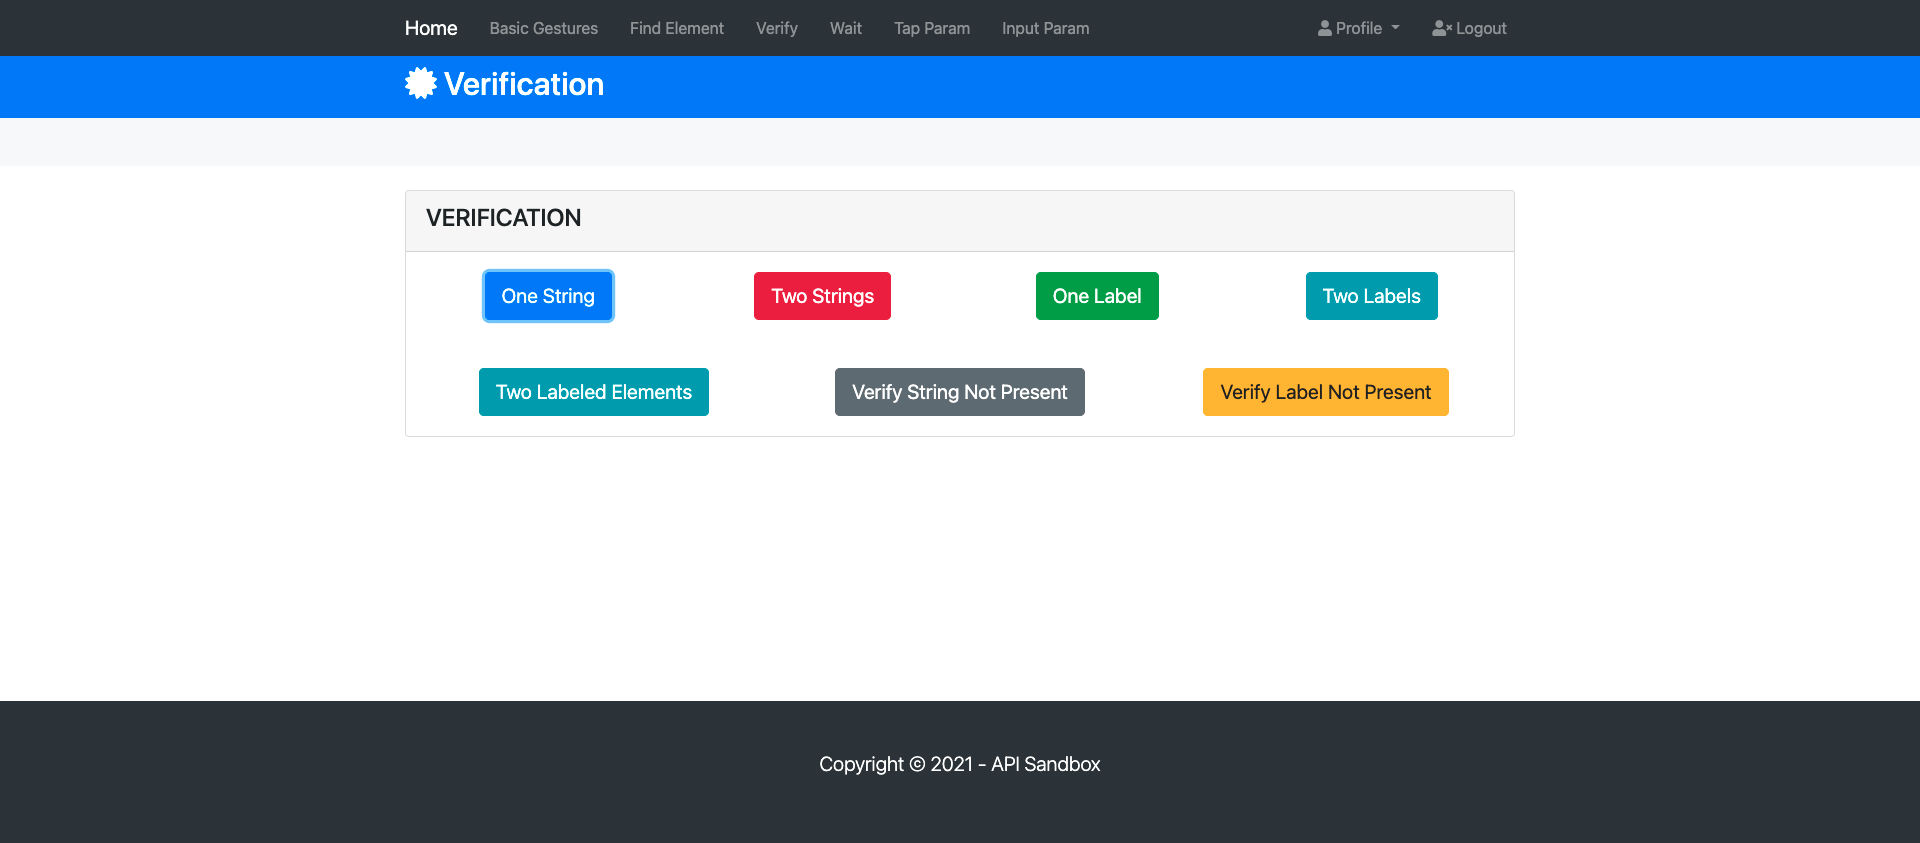 Home Basic Gestures Find Element Verify Wait Tap Param Input Param Profile Logout
Verification
VERIFICATION
One String Two Strings One Label Two Labels
Two Labeled Elements Verify String Not Present Verify Label Not Present
Copyright © 2021 - API Sandbox